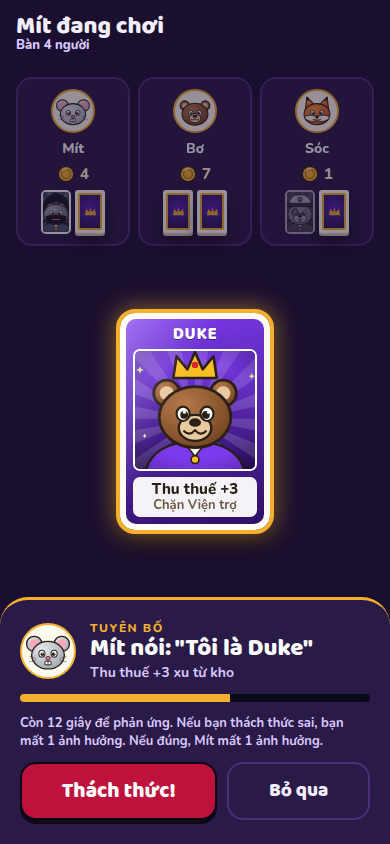 Mít đang chơi
Bàn 4 người
Mít
Bơ
Sóc
4
7
1
DUKE
Thu thuế +3
Chặn Viện trợ
TUYÊN BỐ
Mít nói: "Tôi là Duke"
Thu thuế +3 xu từ kho
Còn 12 giây để phản ứng. Nếu bạn thách thức sai, bạn
mất 1 ảnh hưởng. Nếu đúng, Mít mất 1 ảnh hưởng.
Thách thức!
Bỏ qua